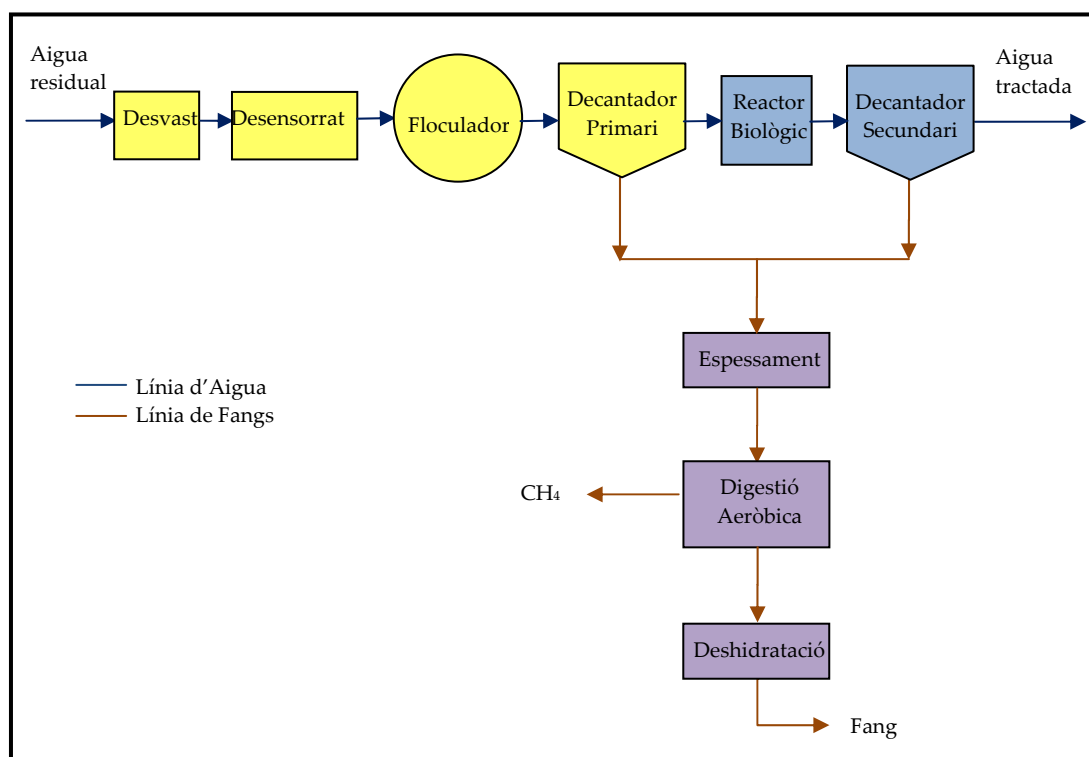 Aigua
residual
Desvast
Desensorrat
Floculador
Decantador
Primari
Reactor
Biològic
Decantador
Secundari
Aigua
tractada
Espessament
Línia d'Aigua
Línia de Fangs
CH₄
Digestió
Aeròbica
Deshidratació
Fang